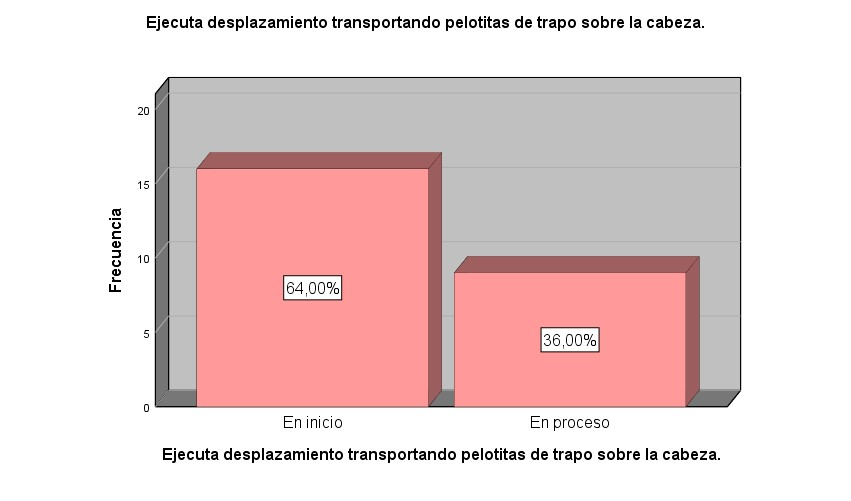 Ejecuta desplazamiento transportando pelotitas de trapo sobre la cabeza.
Frecuencia
20
15
10
5
0
64,00%
36,00%
En inicio
En proceso
Ejecuta desplazamiento transportando pelotitas de trapo sobre la cabeza.